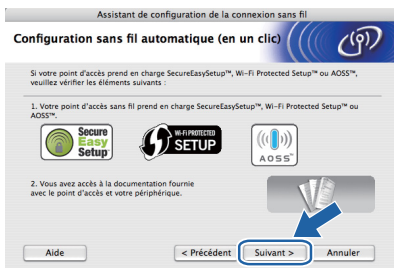 Assistant de configuration de la connexion sans fil
Configuration sans fil automatique (en un clic)
Si votre point d'accès prend en charge SecureEasySetup™, Wi-Fi Protected Setup™ ou AOSS™,
veuillez vérifier les éléments suivants :
1. Votre point d'accès sans fil prend en charge SecureEasySetup™, Wi-Fi Protected Setup™ ou
AOSS™.
Secure
Easy
Setup™
WI-FI PROTECTED
SETUP
AOSS™
2. Vous avez accès à la documentation fournie
avec le point d'accès et votre périphérique.
Aide
< Précédent
Suivant >
Annuler